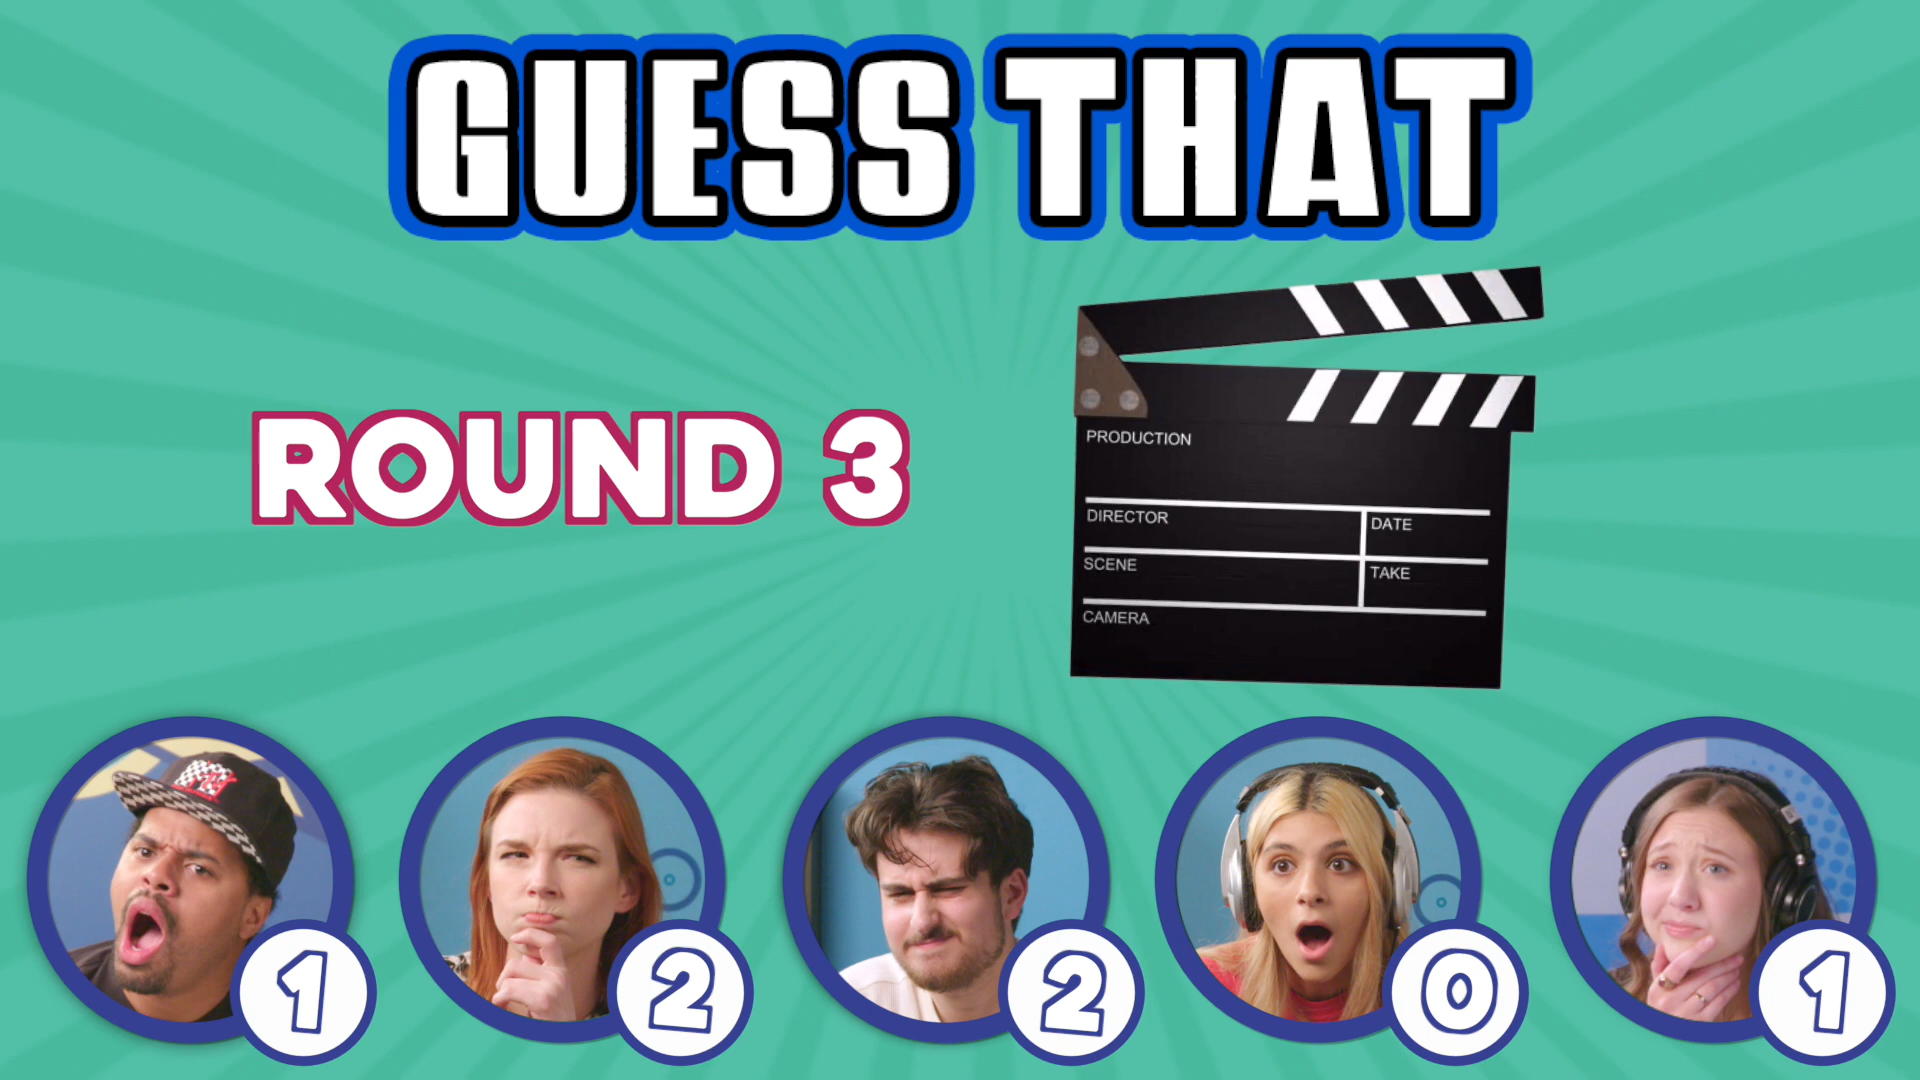 GUESS THAT
ROUND 3
PRODUCTION
DIRECTOR
DATE
SCENE
TAKE
CAMERA
1
2
2
0
1